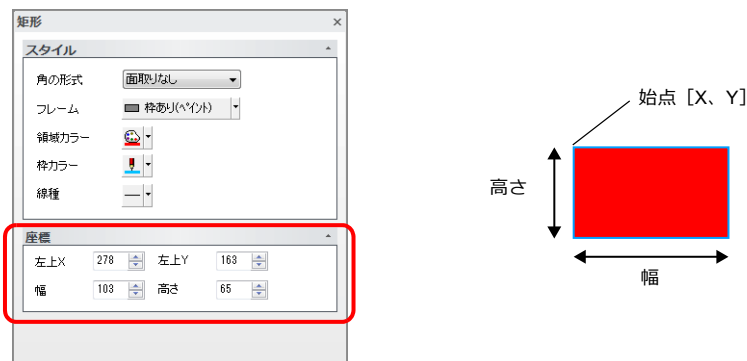 矩形
スタイル
角の形式 面取りなし
フレーム 枠あり(ペイント)
領域カラー
枠カラー
線種
座標
左上X 278 左上Y 163
幅 103 高さ 65
始点［X、Y］
高さ
幅